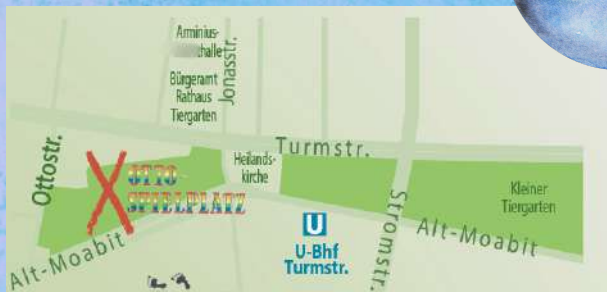 Arminius-
halle
Jonasstr.
Bürgeramt
Rathaus
Tiergarten
Ottostr.
Turmstr.
Heilands-
kirche
OTTO
SPIELPLATZ
Kleiner
Tiergarten
U
U-Bhf
Turmstr.
Stromstr.
Alt-Moabit
Alt-Moabit